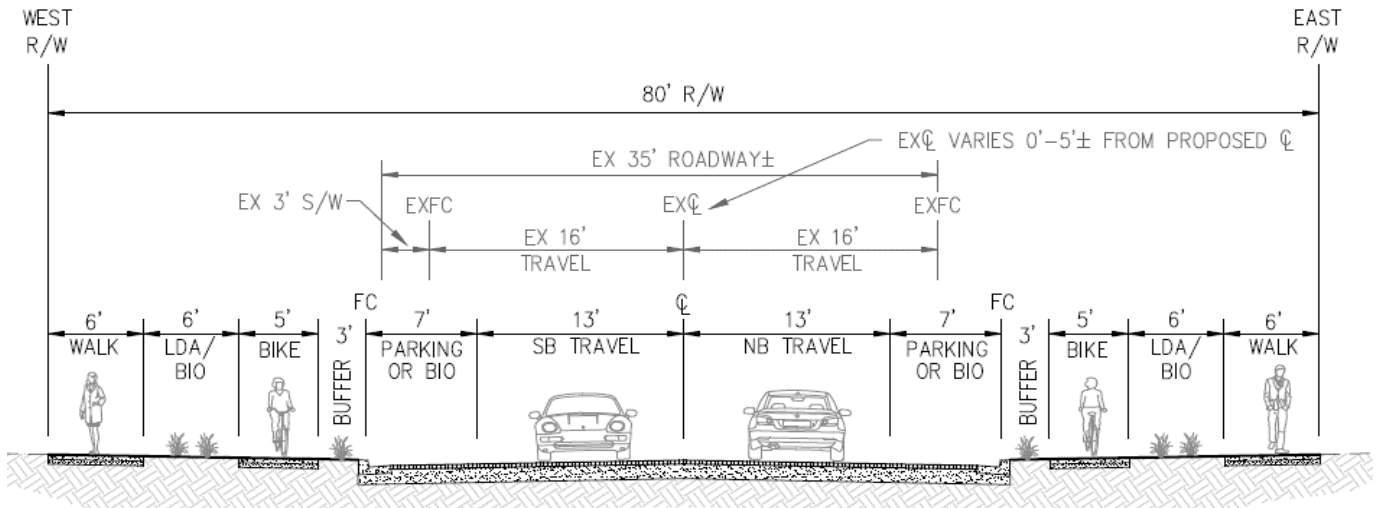 WEST
R/W
EAST
R/W
80' R/W
EX℄ VARIES 0'-5'± FROM PROPOSED ℄
EX 35' ROADWAY±
EX 3' S/W
EXFC
EX℄
EXFC
EX 16'
TRAVEL
EX 16'
TRAVEL
FC
℄
FC
6'
WALK
6'
LDA/
BIO
5'
BIKE
3'
BUFFER
7'
PARKING
OR BIO
13'
SB TRAVEL
13'
NB TRAVEL
7'
PARKING
OR BIO
3'
BUFFER
5'
BIKE
6'
LDA/
BIO
6'
WALK